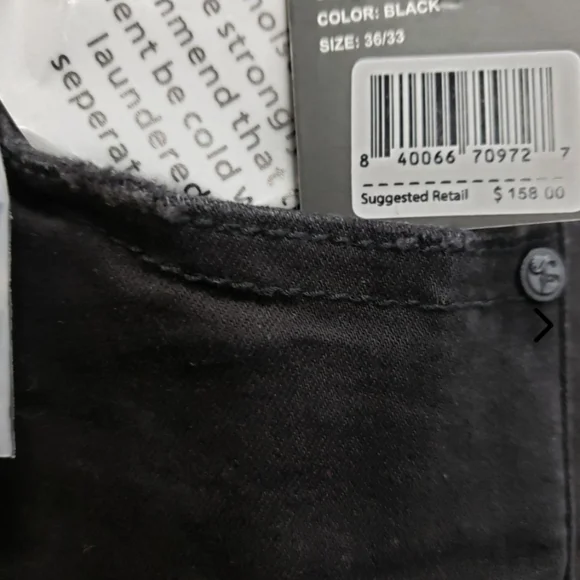 COLOR: BLACK
SIZE: 36/33
8 40066 70972 7
Suggested Retail $158.00
e strong
mmend that
ent be cold w
laundered
seperat